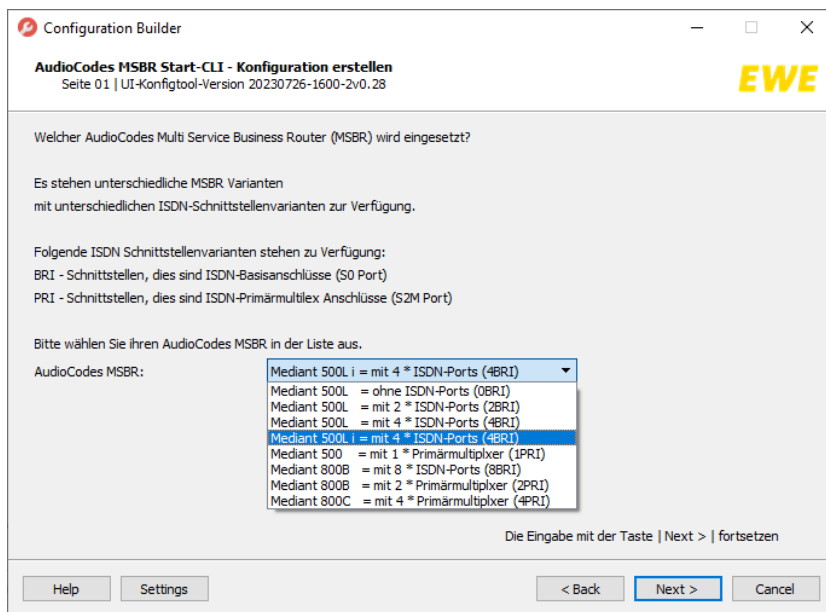 Configuration Builder
AudioCodes MSBR Start-CLI - Konfiguration erstellen
Seite 01 | UI-Konfigtool-Version 20230726-1600-2v0.28
EWE
Welcher AudioCodes Multi Service Business Router (MSBR) wird eingesetzt?
Es stehen unterschiedliche MSBR Varianten
mit unterschiedlichen ISDN-Schnittstellenvarianten zur Verfügung.
Folgende ISDN Schnittstellenvarianten stehen zu Verfügung:
BRI - Schnittstellen, dies sind ISDN-Basisanschlüsse (S0 Port)
PRI - Schnittstellen, dies sind ISDN-Primärmultilex Anschlüsse (S2M Port)
Bitte wählen Sie ihren AudioCodes MSBR in der Liste aus.
AudioCodes MSBR: Mediant 500L i = mit 4 * ISDN-Ports (4BRI)
Mediant 500L = ohne ISDN-Ports (0BRI)
Mediant 500L = mit 2 * ISDN-Ports (2BRI)
Mediant 500L = mit 4 * ISDN-Ports (4BRI)
Mediant 500L i = mit 4 * ISDN-Ports (4BRI)
Mediant 500 = mit 1 * Primärmultiplxer (1PRI)
Mediant 800B = mit 8 * ISDN-Ports (8BRI)
Mediant 800B = mit 2 * Primärmultiplxer (2PRI)
Mediant 800C = mit 4 * Primärmultiplxer (4PRI)
Die Eingabe mit der Taste | Next > | fortsetzen
Help Settings < Back Next > Cancel